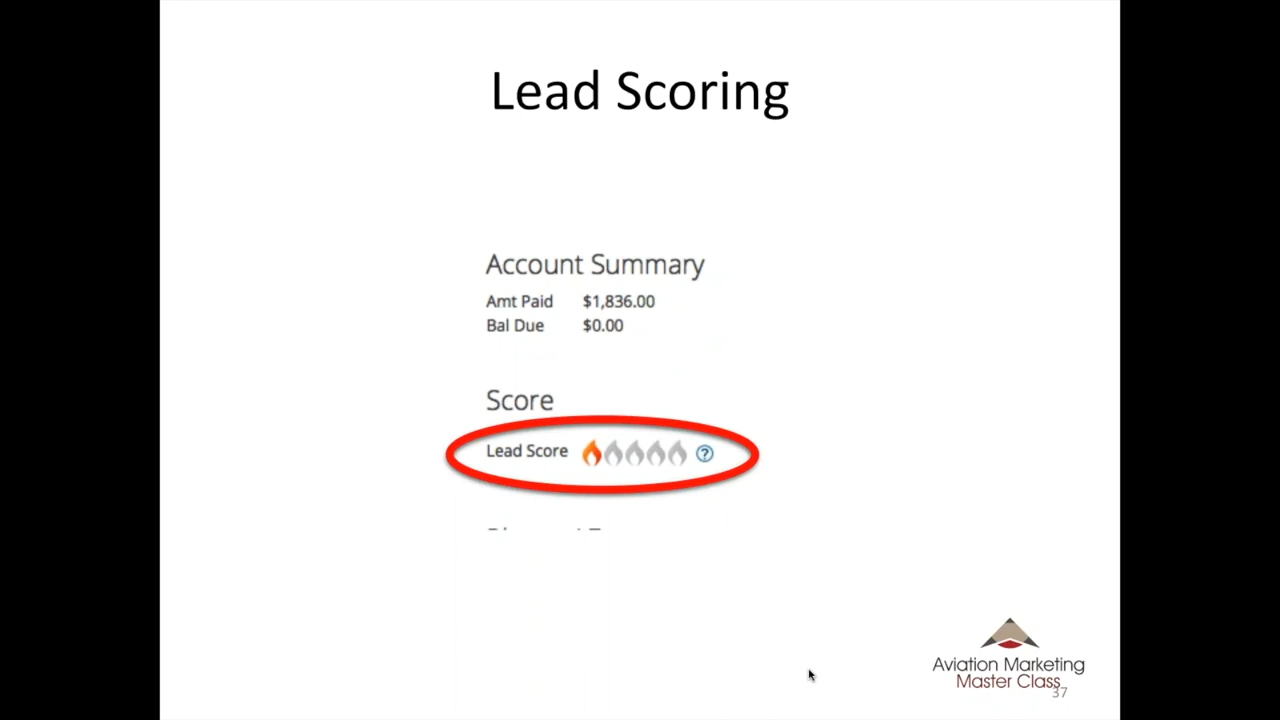 Lead Scoring
Account Summary
Amt Paid $1,836.00
Bal Due $0.00
Score
Lead Score ?
Aviation Marketing
Master Class
37